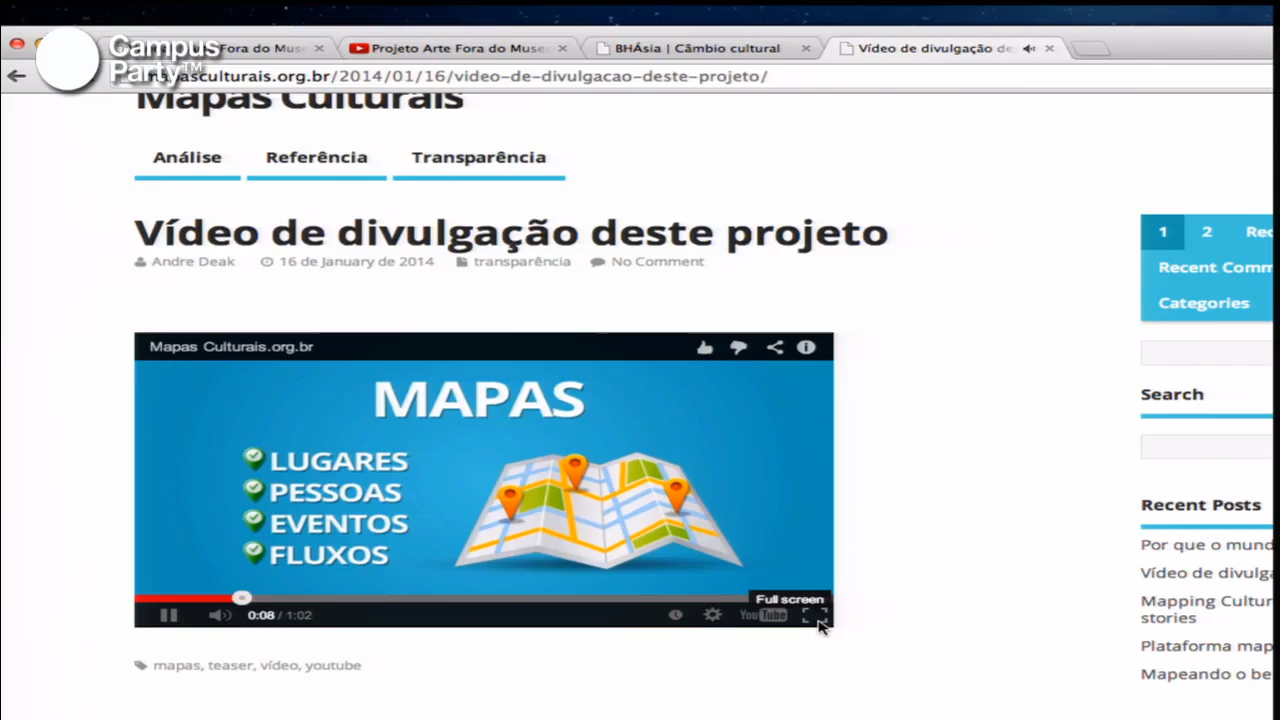 Campus
Party™
Fora do Mus
Projeto Arte Fora do Muse
BHÁsia | Câmbio cultural
Vídeo de divulgação de
mapasculturais.org.br/2014/01/16/video-de-divulgacao-deste-projeto/
Mapas Culturais
Análise
Referência
Transparência
Vídeo de divulgação deste projeto
Andre Deak
16 de January de 2014
transparência
No Comment
1
2
Rec
Recent Comm
Categories
Mapas Culturais.org.br
MAPAS
LUGARES
PESSOAS
EVENTOS
FLUXOS
Full screen
0:08 / 1:02
YouTube
mapas, teaser, vídeo, youtube
Search
Recent Posts
Por que o mund
Vídeo de divulga
Mapping Cultur
stories
Plataforma map
Mapeando o be